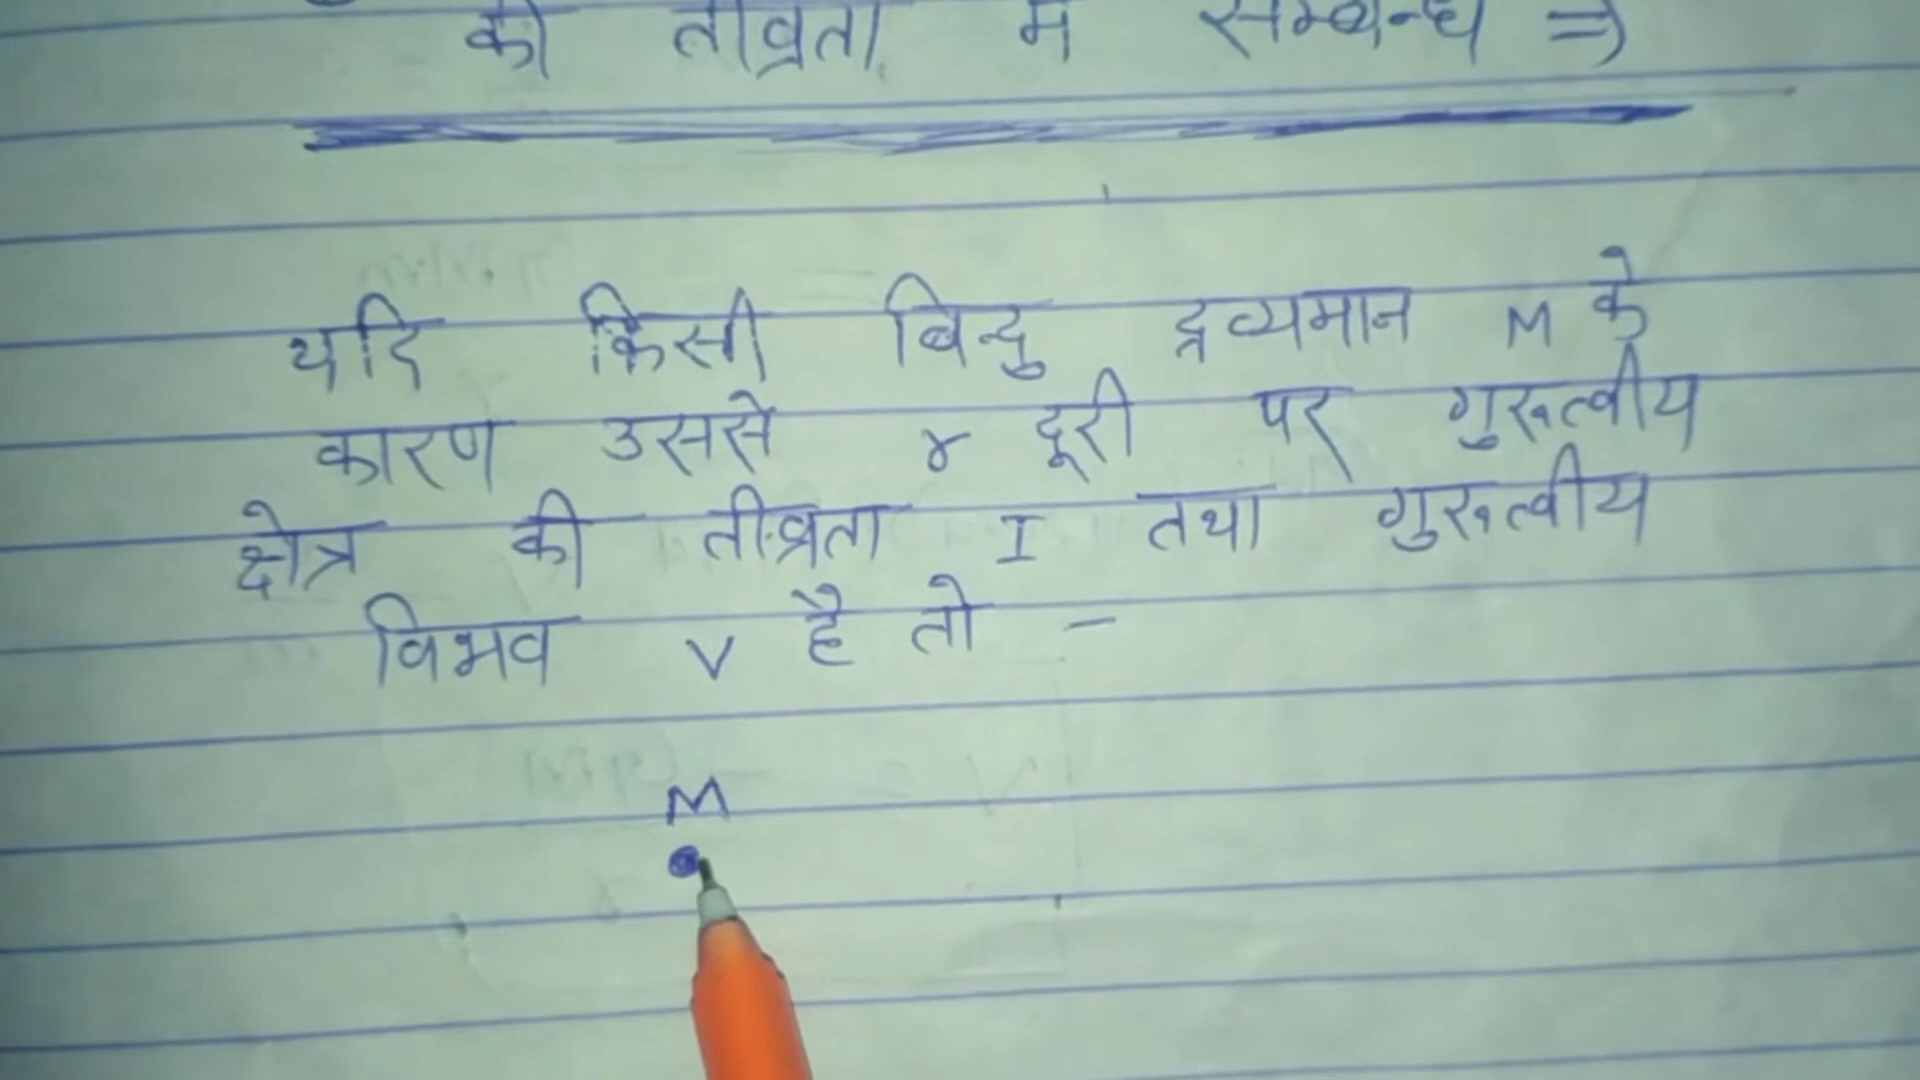 की तीव्रता में सम्बन्ध ⇒
यदि किसी बिन्दु द्रव्यमान M के
कारण उससे r दूरी पर गुरुत्वीय
क्षेत्र की तीव्रता I तथा गुरुत्वीय
विभव V है तो -
M